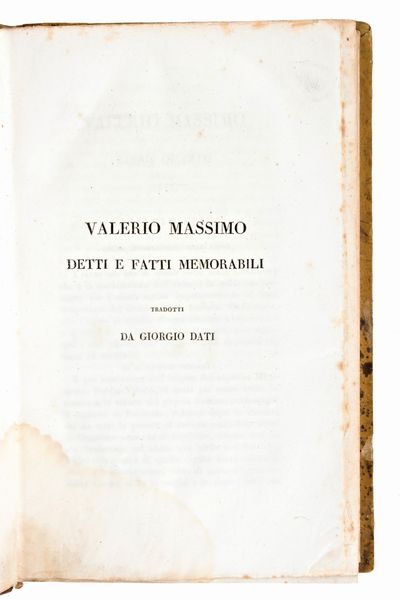 VALERIO MASSIMO
DETTI E FATTI MEMORABILI
TRADOTTI
DA GIORGIO DATI